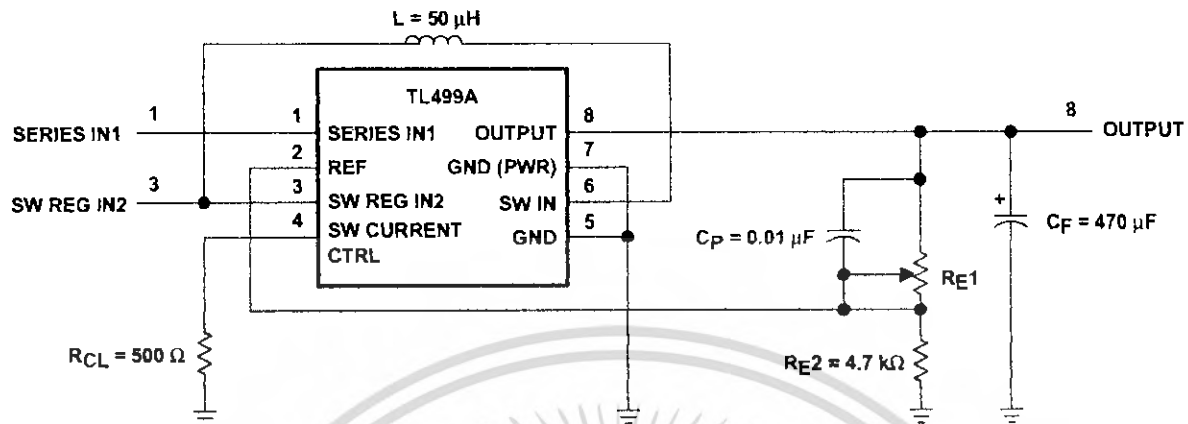 L = 50 µH
TL499A
1
SERIES IN1
1
SERIES IN1
OUTPUT
8
8
OUTPUT
2
REF
GND (PWR)
7
3
SW REG IN2
3
SW REG IN2
SW IN
6
4
SW CURRENT
CTRL
GND
5
CP = 0.01 µF
+
CF = 470 µF
RE1
RCL = 500 Ω
RE2 = 4.7 kΩ